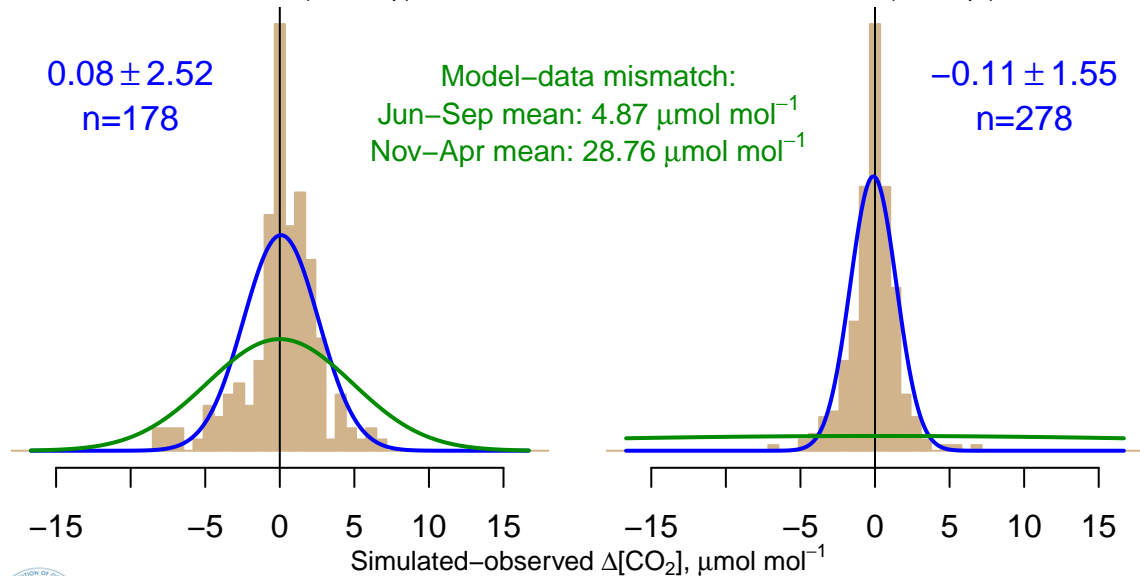 0.08 ± 2.52
n=178
Model−data mismatch:
Jun−Sep mean: 4.87 μmol mol⁻¹
Nov−Apr mean: 28.76 μmol mol⁻¹
−0.11 ± 1.55
n=278
−15 −5 0 5 10 15
−15 −5 0 5 10 15
Simulated−observed Δ[CO₂], μmol mol⁻¹